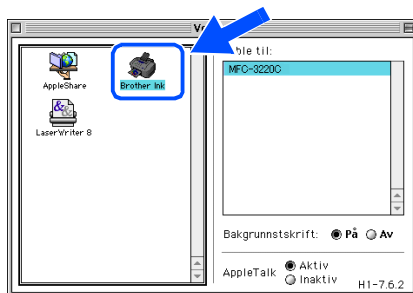 AppleShare
Brother Ink
LaserWriter 8
ble til:
MFC-3220C
Bakgrunnstskrift: På Av
AppleTalk Aktiv
Inaktiv
H1-7.6.2